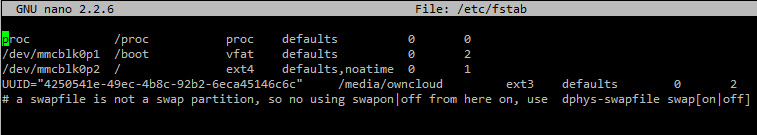 GNU nano 2.2.6 File: /etc/fstab
proc /proc proc defaults 0 0
/dev/mmcblk0p1 /boot vfat defaults 0 2
/dev/mmcblk0p2 / ext4 defaults,noatime 0 1
UUID="4250541e-49ec-4b8c-92b2-6eca45146c6c" /media/owncloud ext3 defaults 0 2
# a swapfile is not a swap partition, so no using swapon|off from here on, use dphys-swapfile swap[on|off]